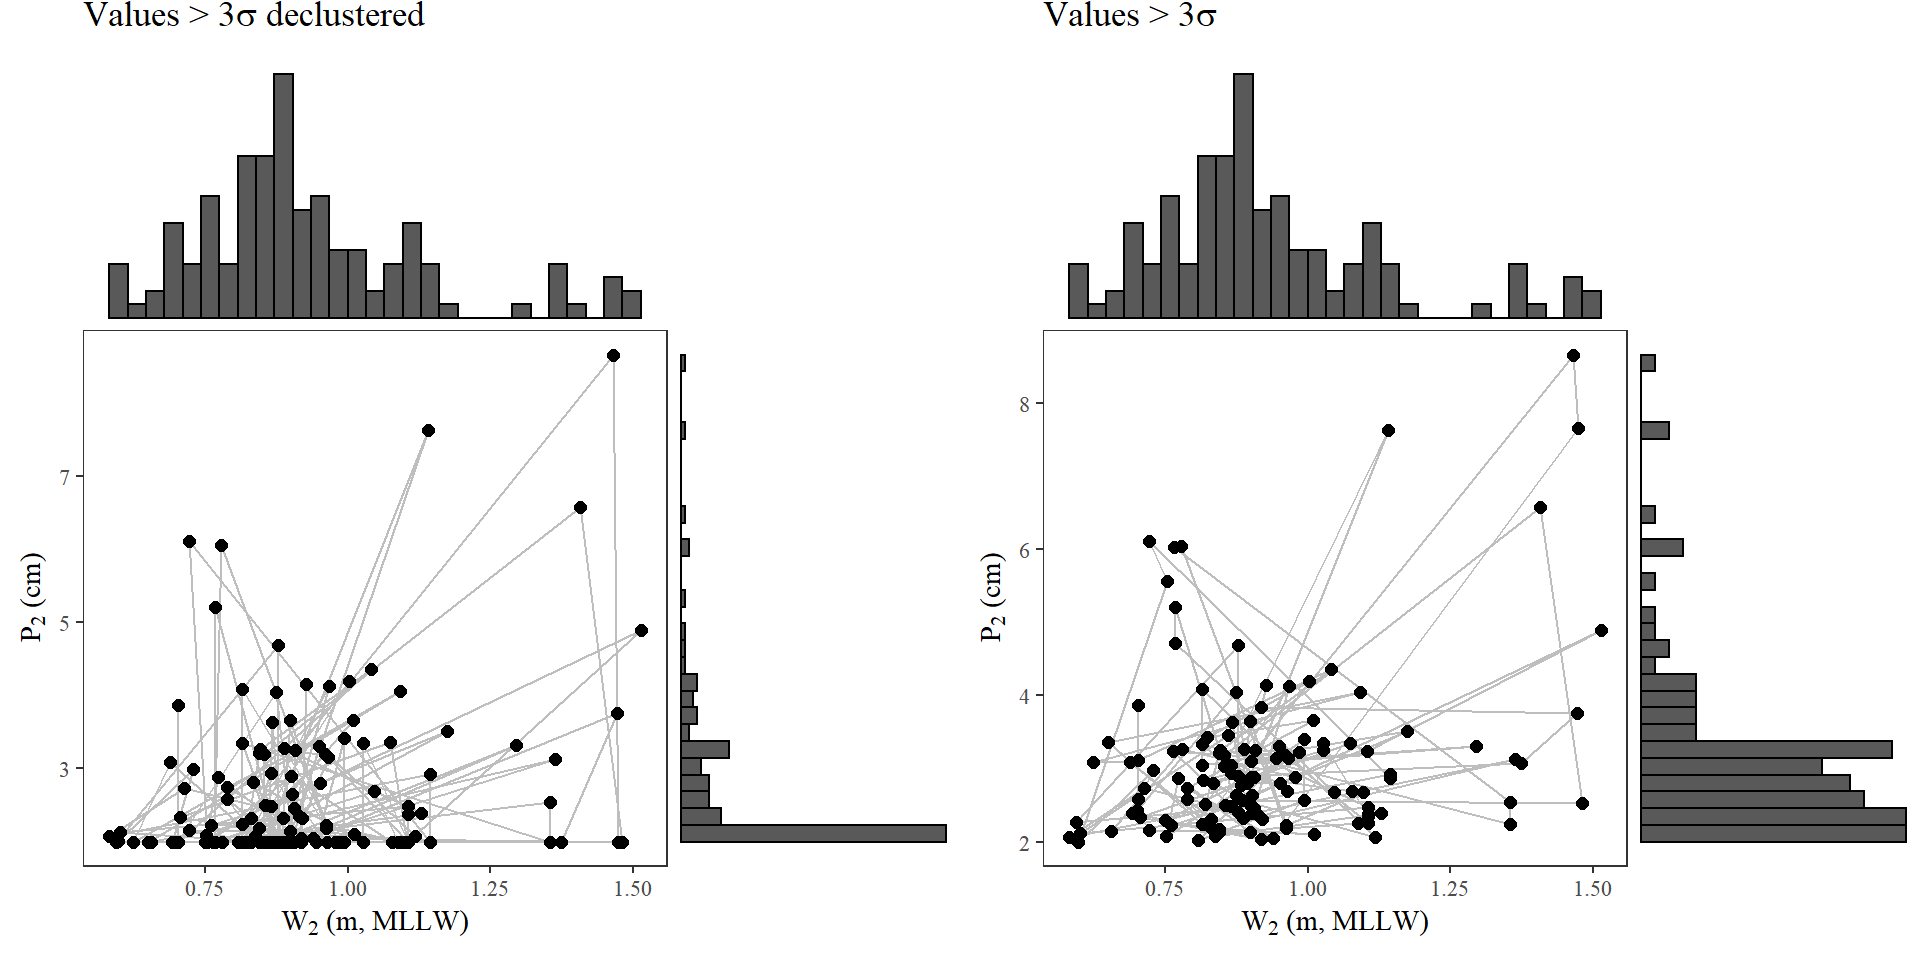 Values > 3σ declustered
7
5
3
P₂ (cm)
0.75 1.00 1.25 1.50
W₂ (m, MLLW)
Values > 3σ
8
6
4
2
P₂ (cm)
0.75 1.00 1.25 1.50
W₂ (m, MLLW)